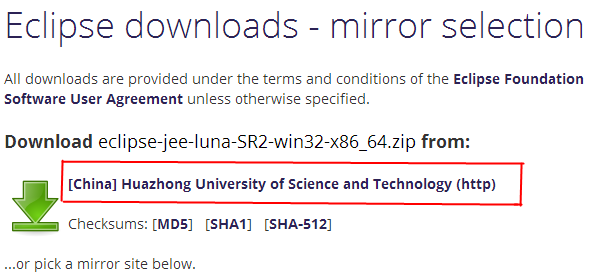 Eclipse downloads - mirror selection
All downloads are provided under the terms and conditions of the Eclipse Foundation
Software User Agreement unless otherwise specified.
Download eclipse-jee-luna-SR2-win32-x86_64.zip from:
[China] Huazhong University of Science and Technology (http)
Checksums: [MD5] [SHA1] [SHA-512]
...or pick a mirror site below.